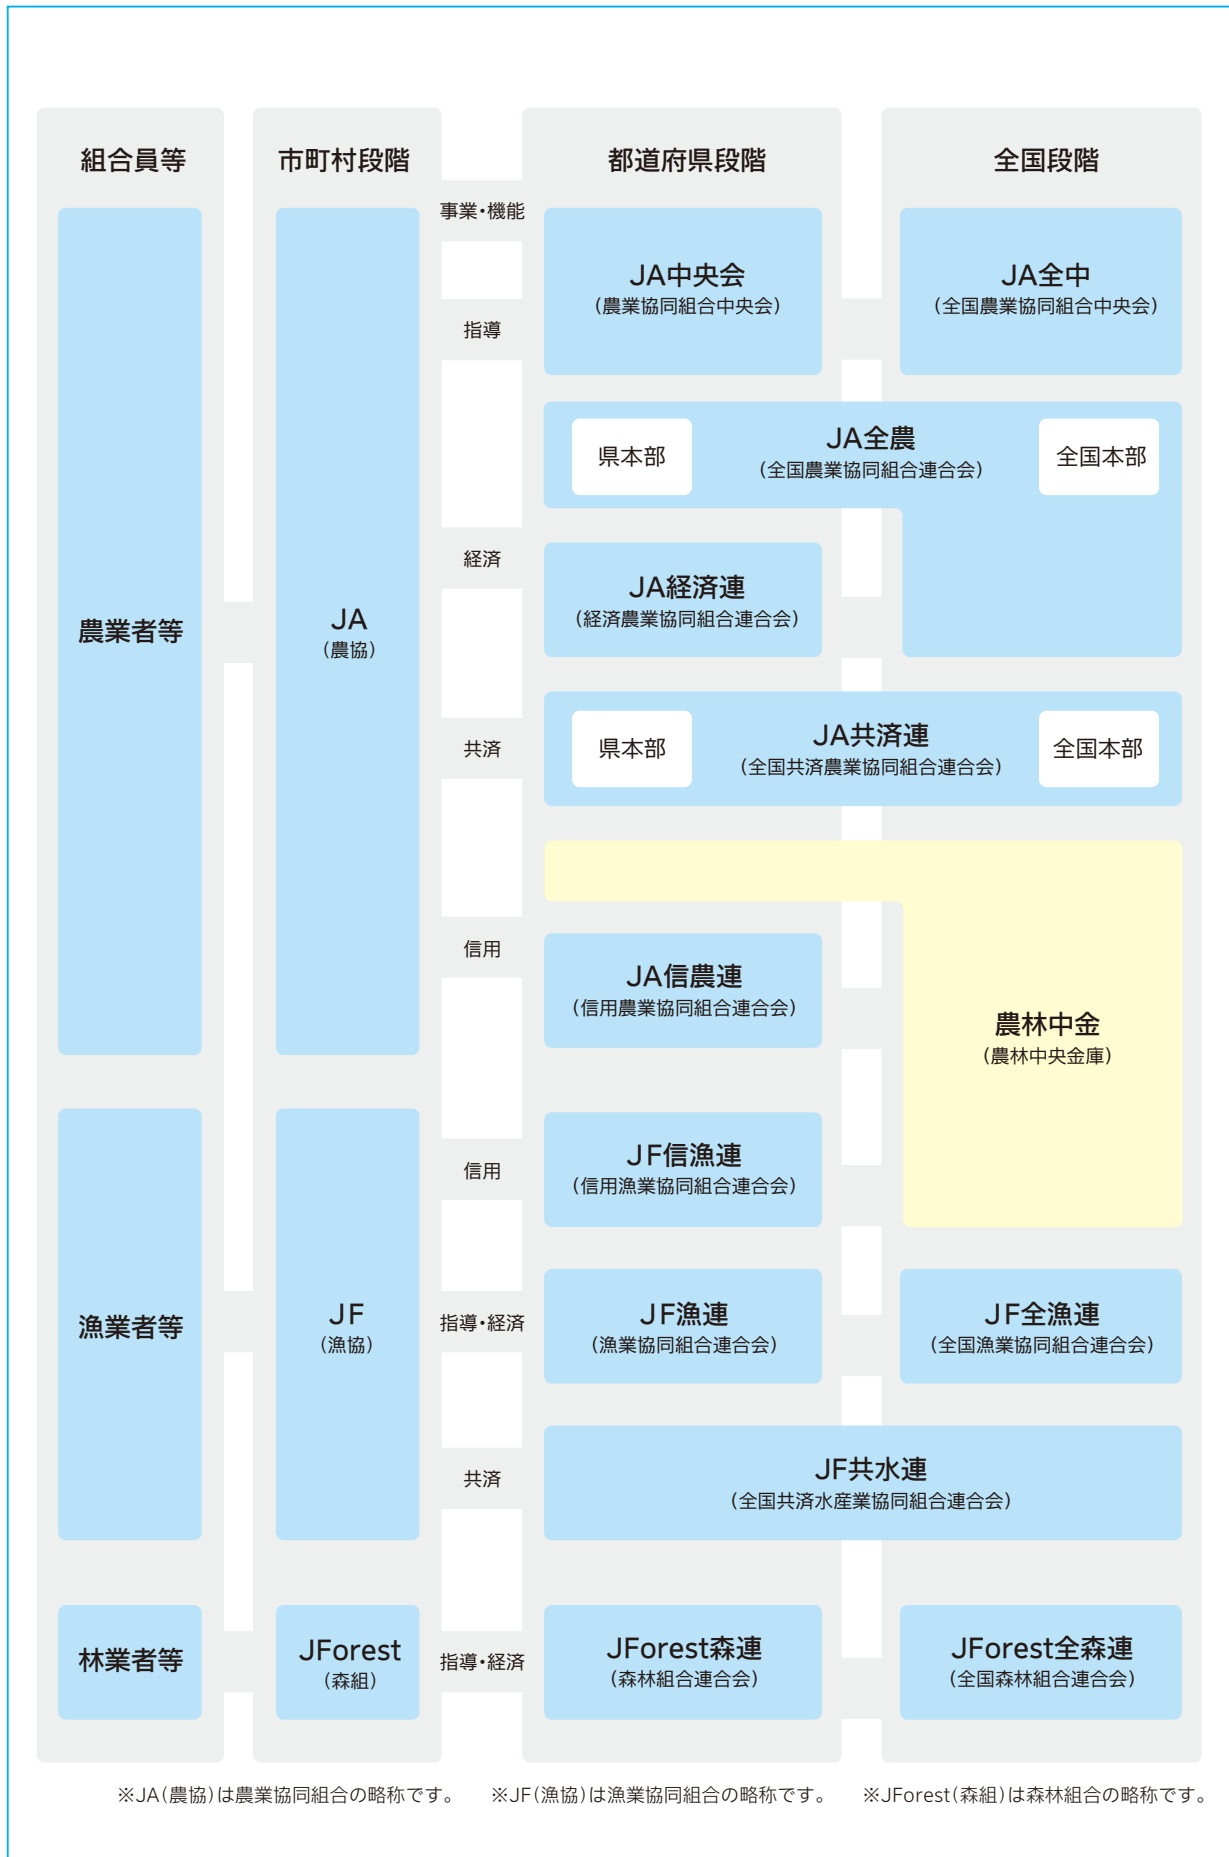 組合員等
市町村段階
都道府県段階
全国段階
事業・機能
指導
経済
共済
信用
信用
指導・経済
共済
指導・経済
農業者等
JA
(農協)
JA中央会
(農業協同組合中央会)
JA全中
(全国農業協同組合中央会)
県本部
JA全農
(全国農業協同組合連合会)
全国本部
JA経済連
(経済農業協同組合連合会)
県本部
JA共済連
(全国共済農業協同組合連合会)
全国本部
JA信農連
(信用農業協同組合連合会)
農林中金
(農林中央金庫)
漁業者等
JF
(漁協)
JF信漁連
(信用漁業協同組合連合会)
JF漁連
(漁業協同組合連合会)
JF全漁連
(全国漁業協同組合連合会)
JF共水連
(全国共済水産業協同組合連合会)
林業者等
JForest
(森組)
JForest森連
(森林組合連合会)
JForest全森連
(全国森林組合連合会)
※JA(農協)は農業協同組合の略称です。 ※JF(漁協)は漁業協同組合の略称です。 ※JForest(森組)は森林組合の略称です。